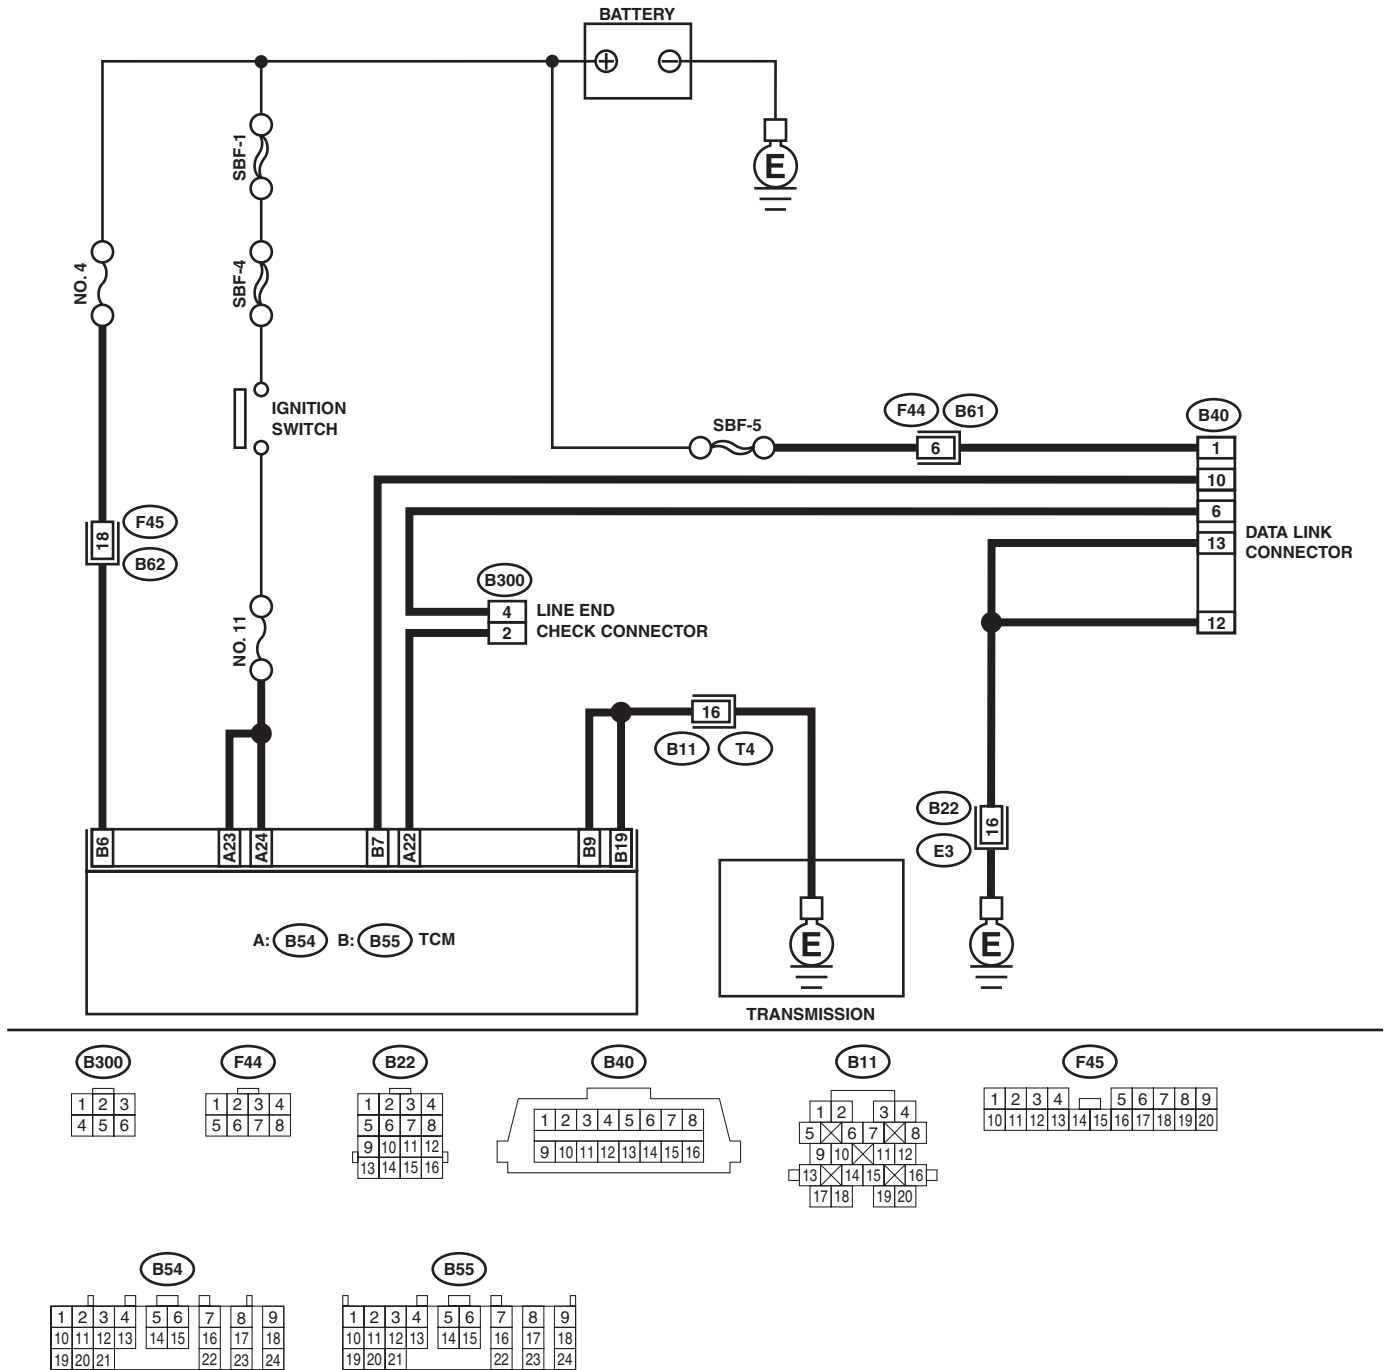 BATTERY
E
SBF-1
NO. 4
SBF-4
IGNITION
SWITCH
SBF-5
F44 B61
6
B40
1
10
6
13
12
DATA LINK
CONNECTOR
18
F45
B62
B300
4
2
LINE END
CHECK CONNECTOR
NO. 11
16
B11 T4
B22
16
E3
B6 A23 A24 B7 A22 B9 B19
A: B54 B: B55 TCM
E
TRANSMISSION
E
B300 F44 B22 B40 B11 F45
1 2 3
4 5 6
1 2 3 4
5 6 7 8
1 2 3 4
5 6 7 8
9 10 11 12
13 14 15 16
1 2 3 4 5 6 7 8
9 10 11 12 13 14 15 16
1 2 3 4
5 6 7 8
9 10 11 12
13 14 15 16
17 18 19 20
1 2 3 4 5 6 7 8 9
10 11 12 13 14 15 16 17 18 19 20
B54 B55
1 2 3 4 5 6 7 8 9
10 11 12 13 14 15 16 17 18
19 20 21 22 23 24
1 2 3 4 5 6 7 8 9
10 11 12 13 14 15 16 17 18
19 20 21 22 23 24